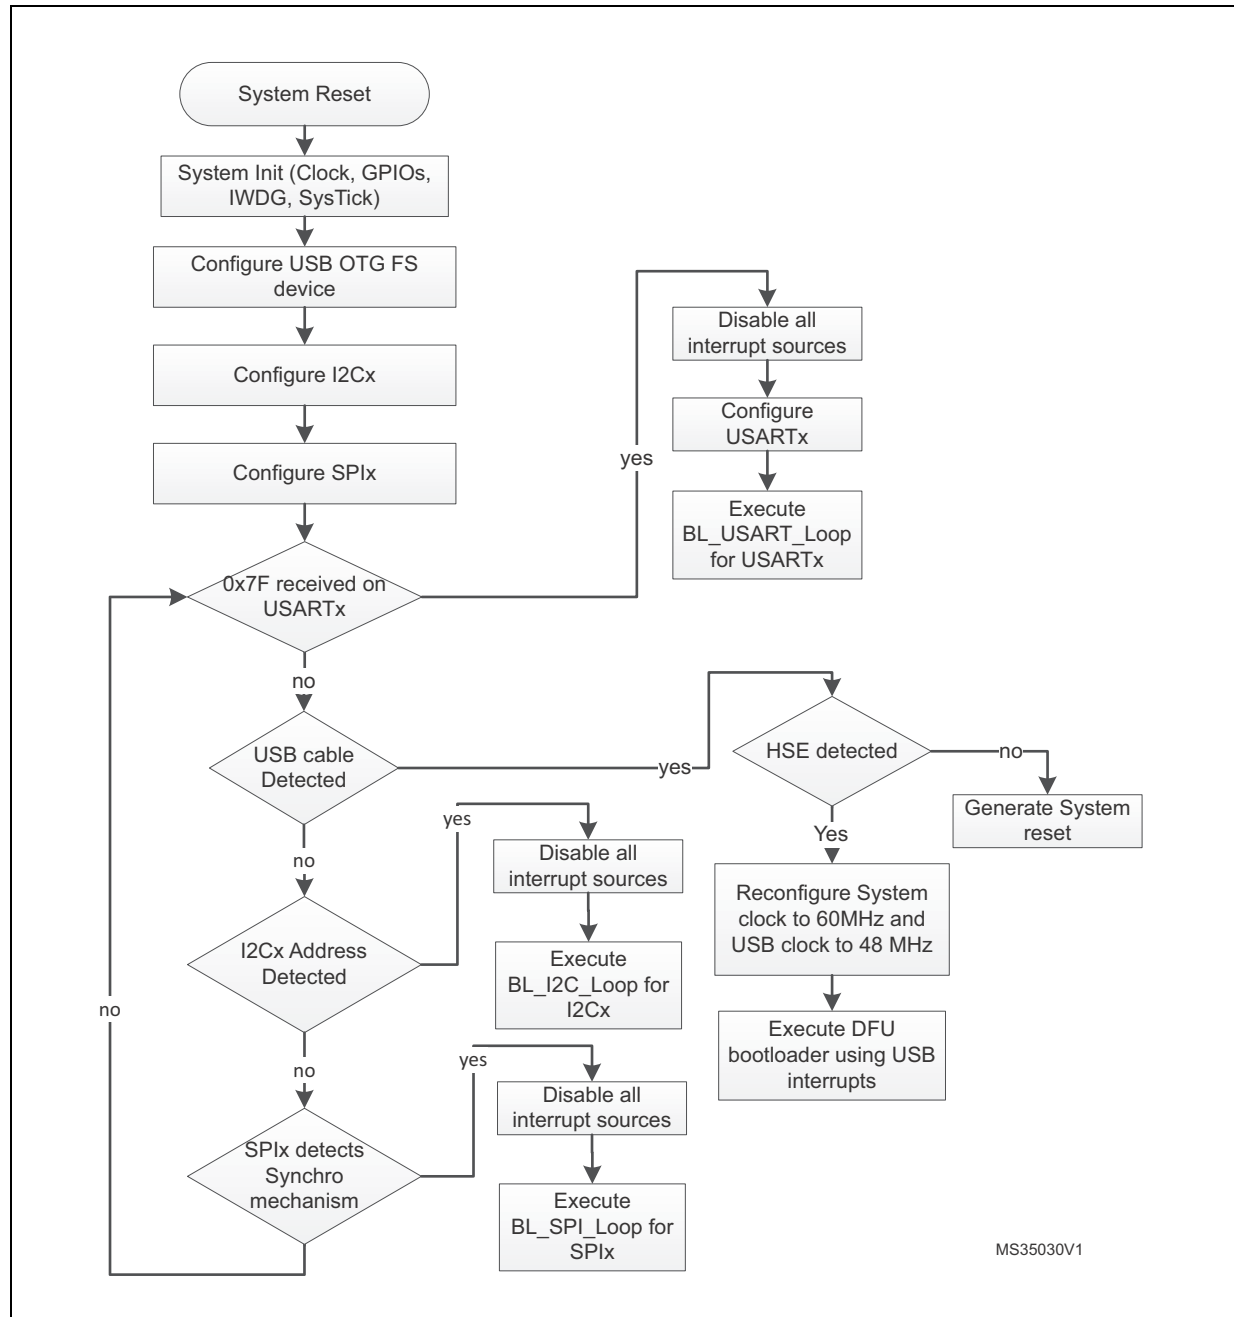 System Reset
System Init (Clock, GPIOs,
IWDG, SysTick)
Configure USB OTG FS
device
Configure I2Cx
Configure SPIx
0x7F received on
USARTx
yes
Disable all
interrupt sources
Configure
USARTx
Execute
BL_USART_Loop
for USARTx
no
USB cable
Detected
yes
HSE detected
no
Generate System
reset
Yes
Reconfigure System
clock to 60MHz and
USB clock to 48 MHz
Execute DFU
bootloader using USB
interrupts
no
I2Cx Address
Detected
yes
Disable all
interrupt sources
Execute
BL_I2C_Loop for
I2Cx
no
SPIx detects
Synchro
mechanism
yes
Disable all
interrupt sources
Execute
BL_SPI_Loop for
SPIx
no
MS35030V1